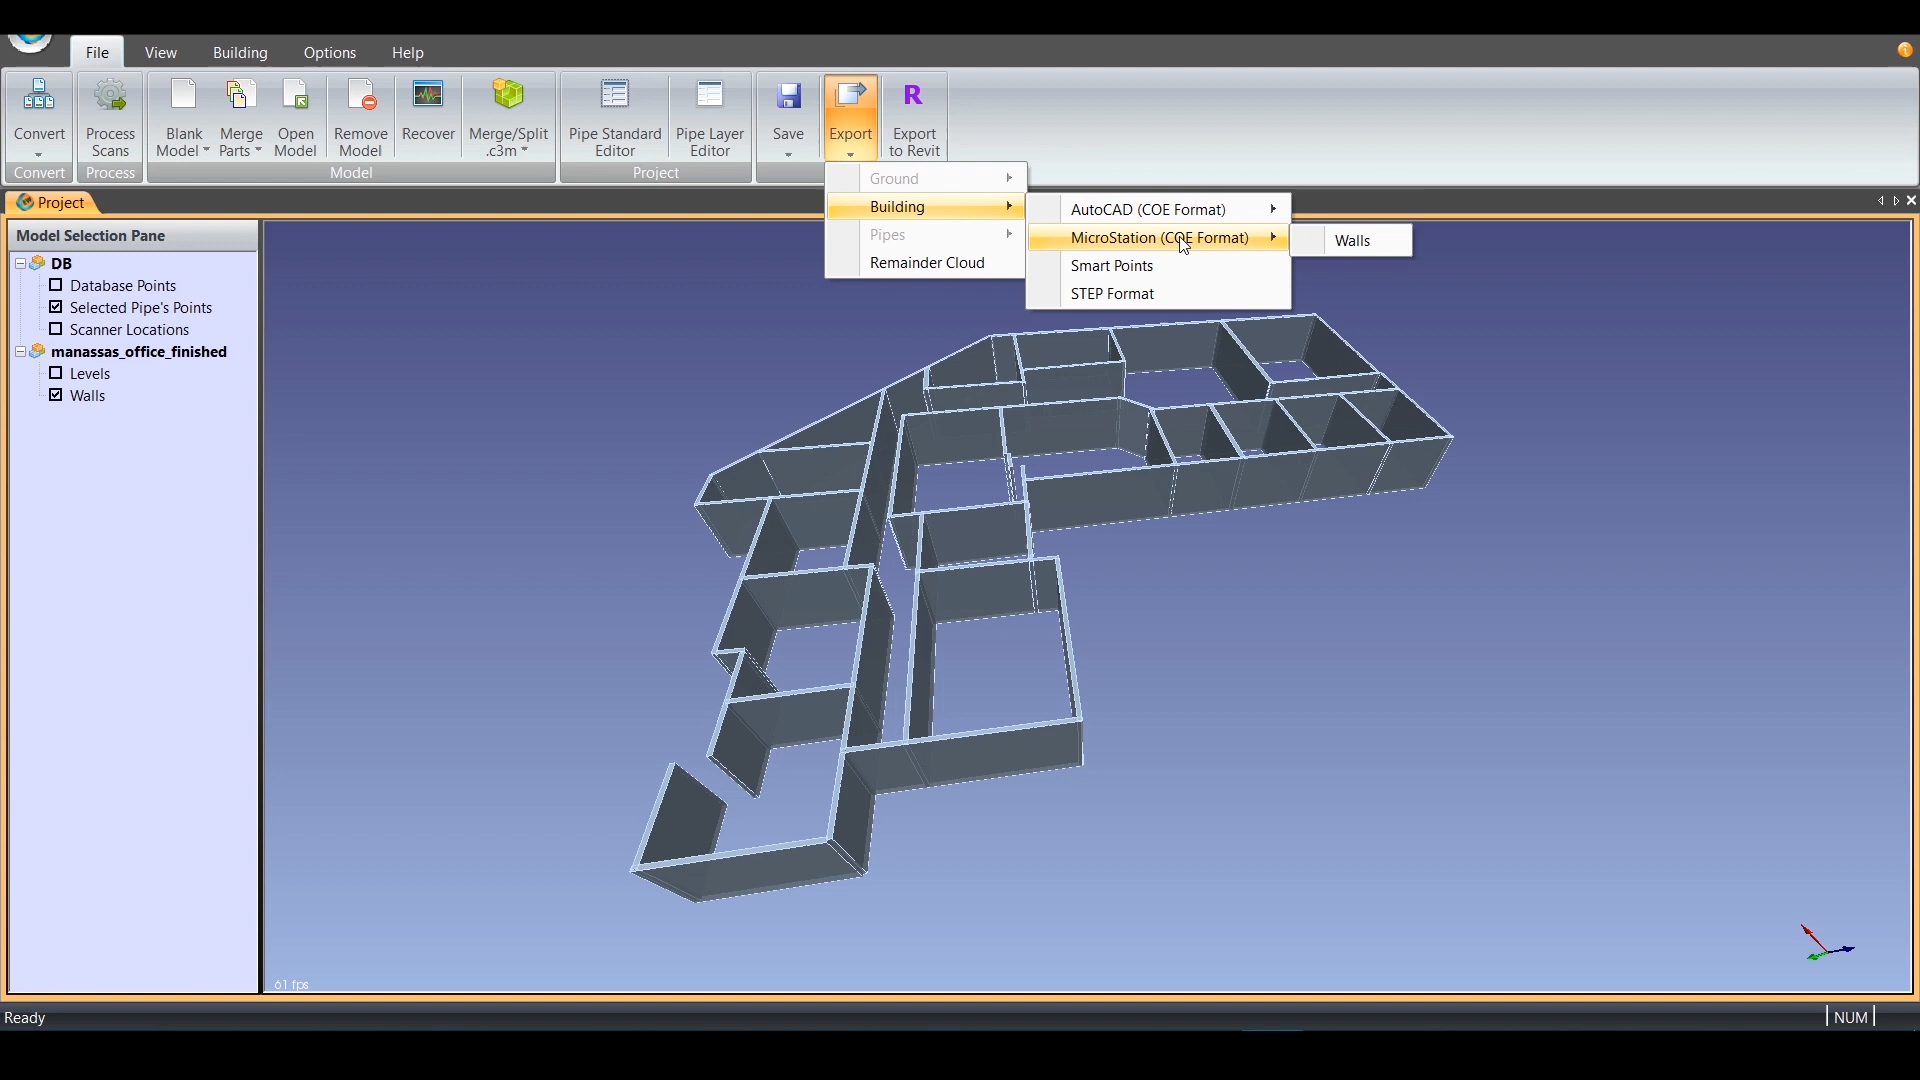 File View Building Options Help
Convert
Process
Scans
Blank
Model
Merge
Parts
Open
Model
Remove
Model
Recover
Merge/Split
.c3m
Pipe Standard
Editor
Pipe Layer
Editor
Save
Export
Export
to Revit
Convert Process Model Project
Ground
Building
Pipes
Remainder Cloud
AutoCAD (COE Format)
MicroStation (COE Format)
Smart Points
STEP Format
Walls
Project
Model Selection Pane
DB
Database Points
Selected Pipe's Points
Scanner Locations
manassas_office_finished
Levels
Walls
61 fps
Ready
NUM
R